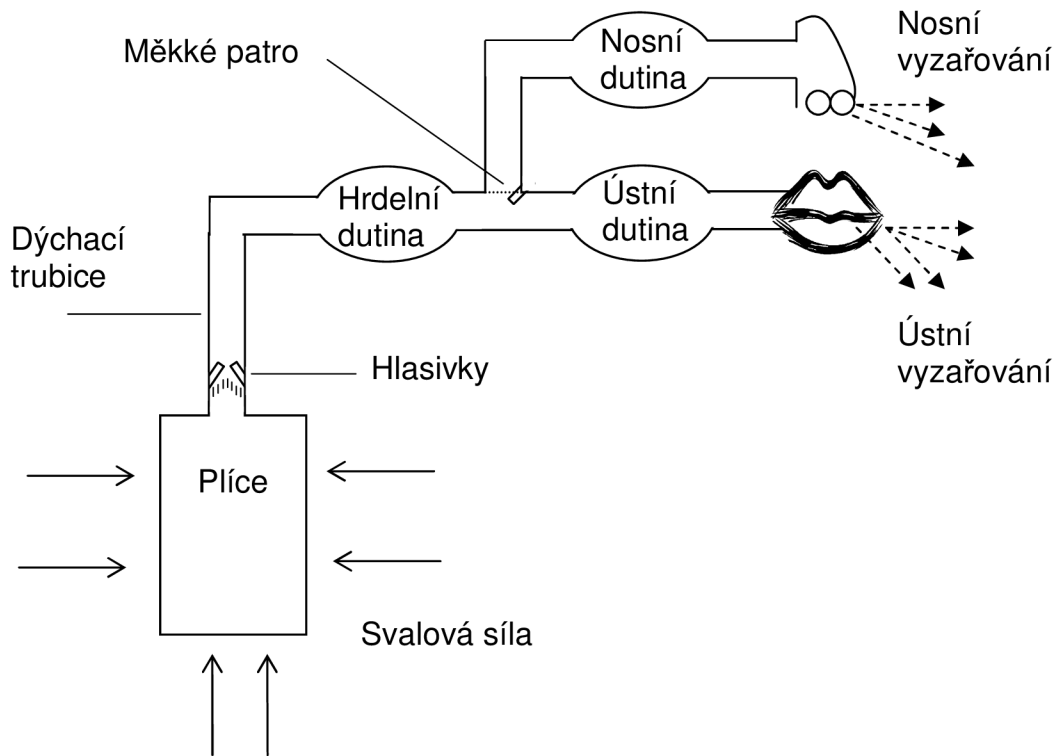 Měkké patro
Nosní
dutina
Nosní
vyzařování
Hrdelní
dutina
Ústní
dutina
Dýchací
trubice
Ústní
vyzařování
Hlasivky
Plíce
Svalová síla